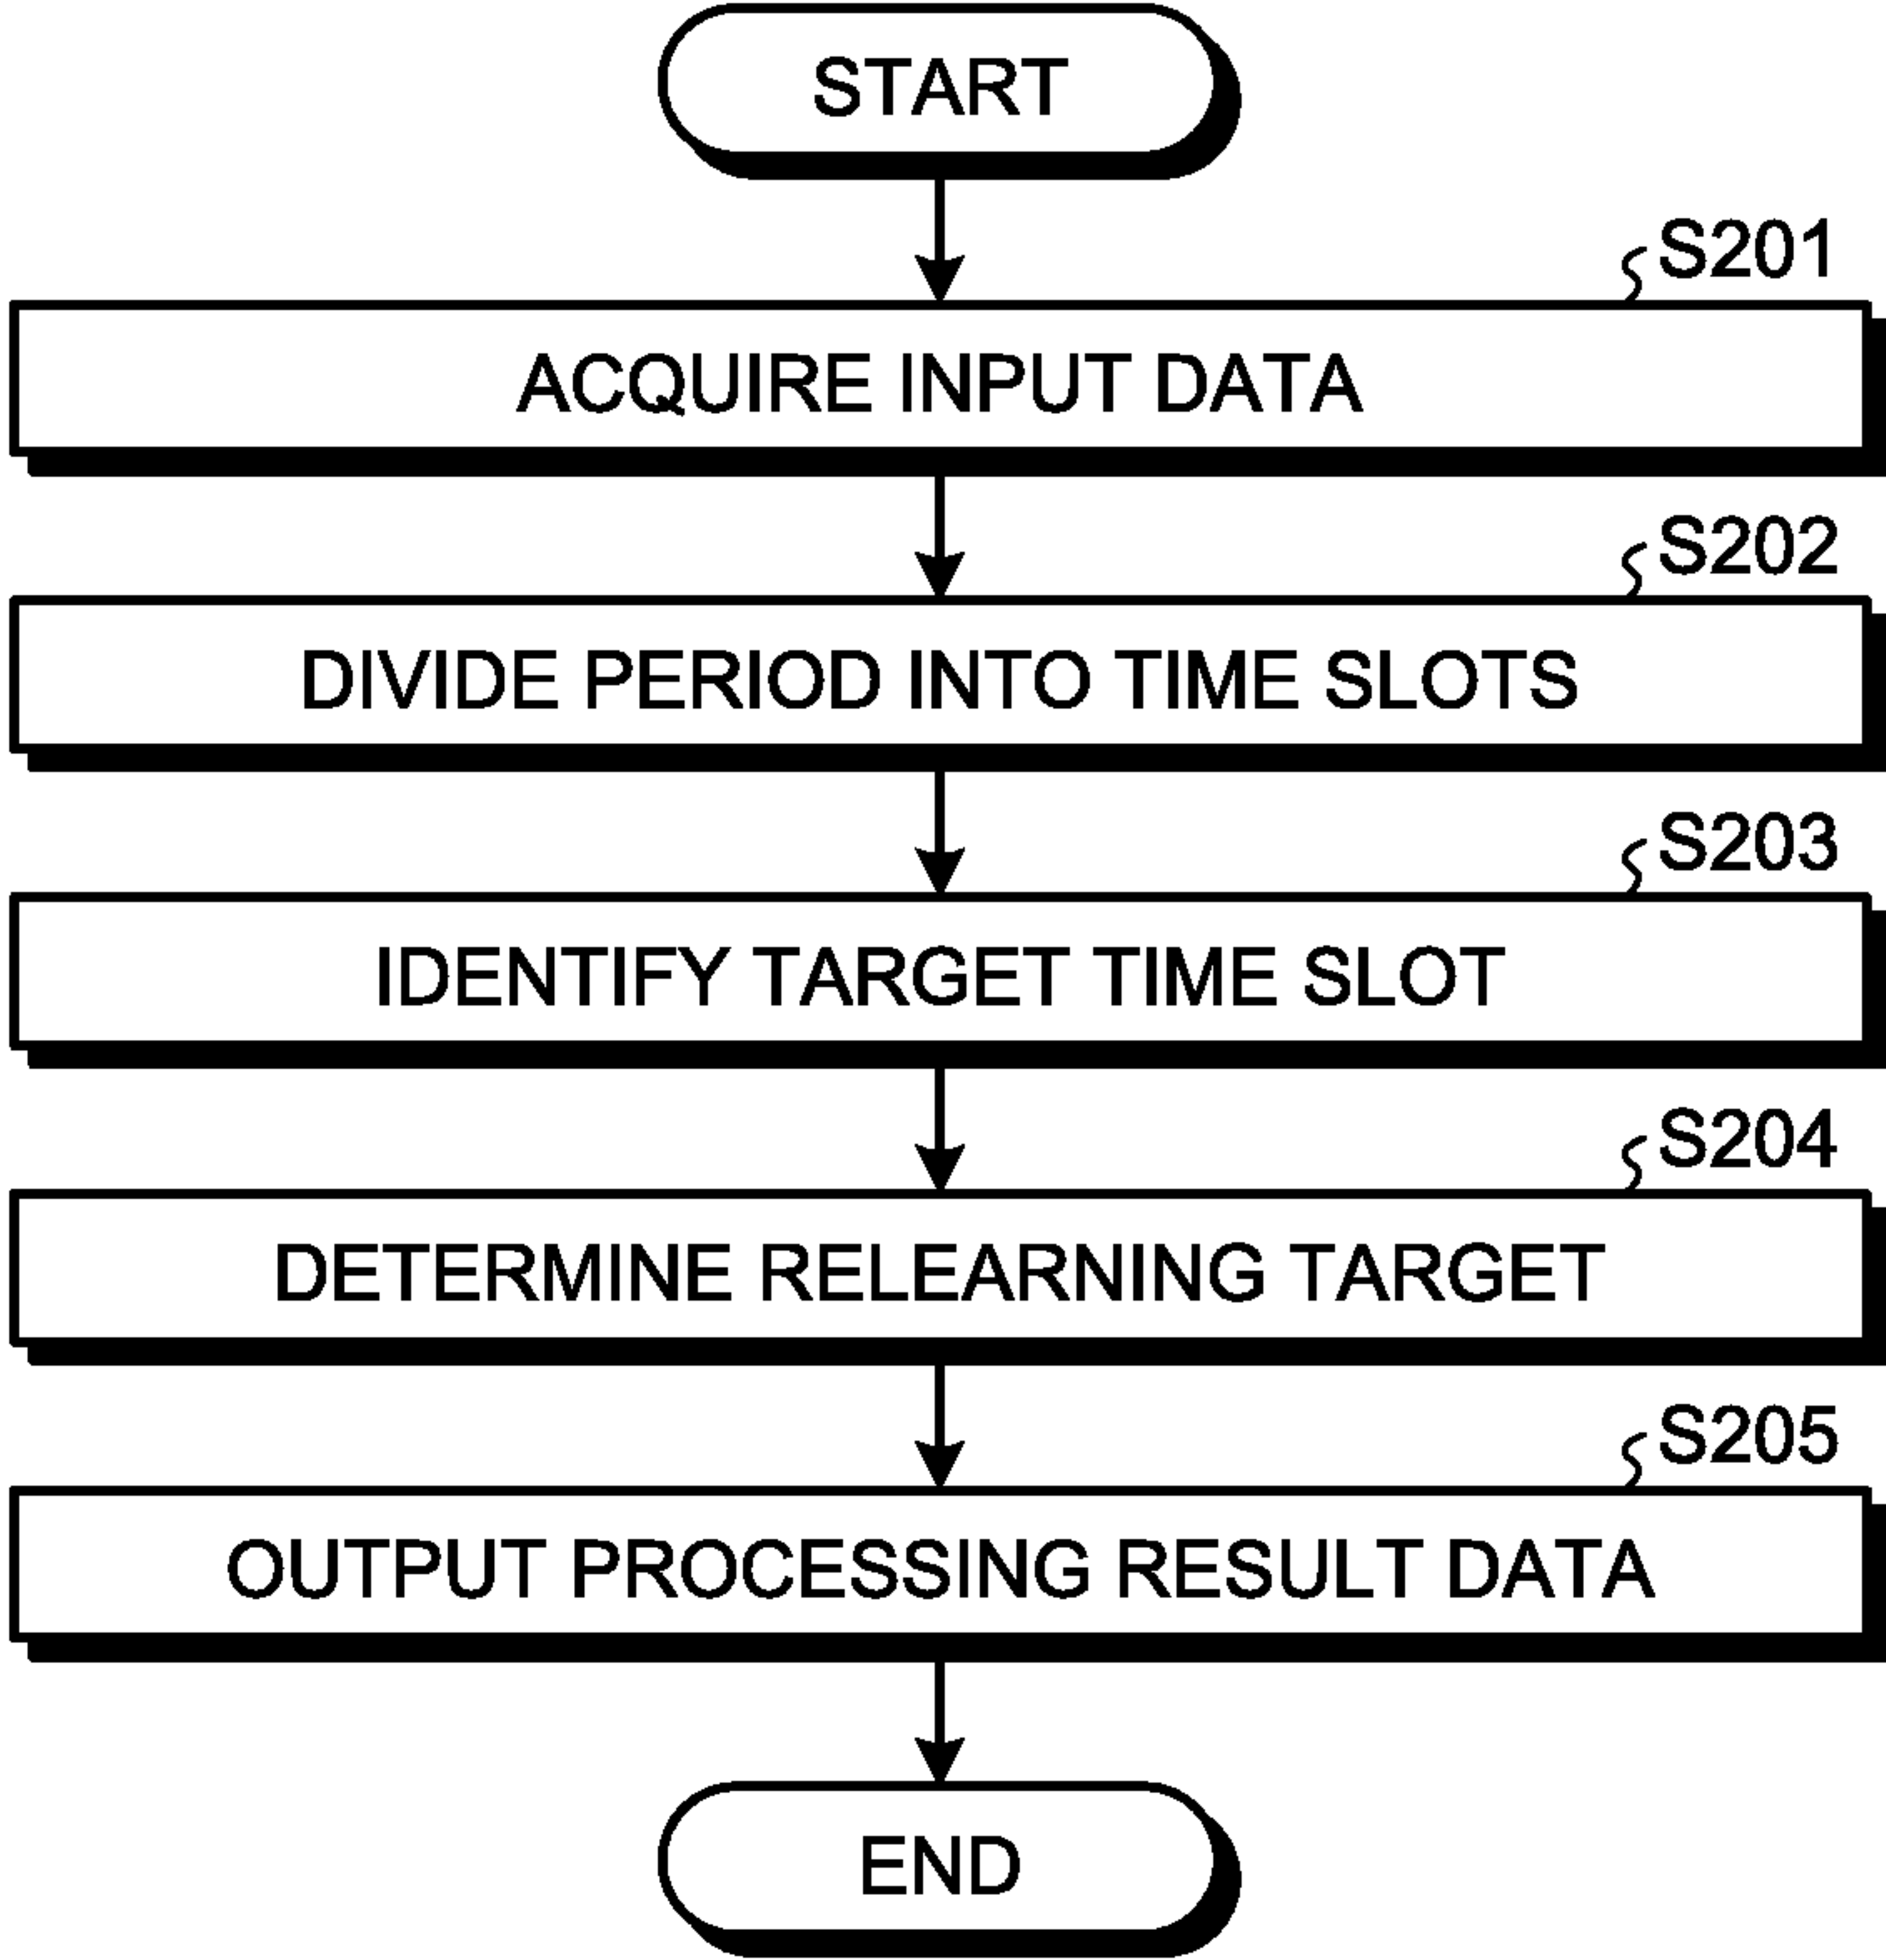 START
S201
ACQUIRE INPUT DATA
S202
DIVIDE PERIOD INTO TIME SLOTS
S203
IDENTIFY TARGET TIME SLOT
S204
DETERMINE RELEARNING TARGET
S205
OUTPUT PROCESSING RESULT DATA
END